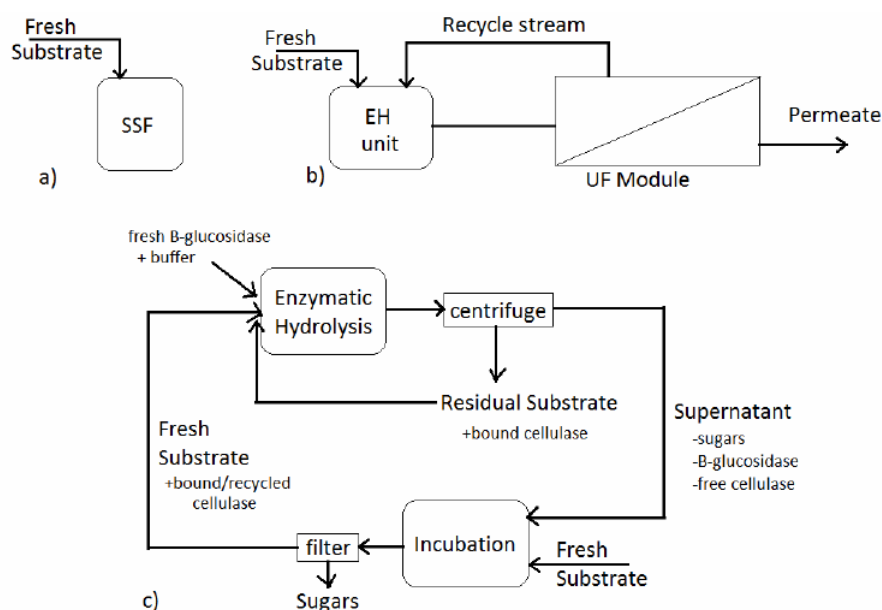 Fresh
Substrate
SSF
a)
Fresh
Substrate
Recycle stream
EH
unit
Permeate
UF Module
b)
fresh B-glucosidase
+ buffer
Enzymatic
Hydrolysis
centrifuge
Residual Substrate
+bound cellulase
Supernatant
-sugars
-B-glucosidase
-free cellulase
Fresh
Substrate
+bound/recycled
cellulase
filter
Incubation
Fresh
Substrate
Sugars
c)